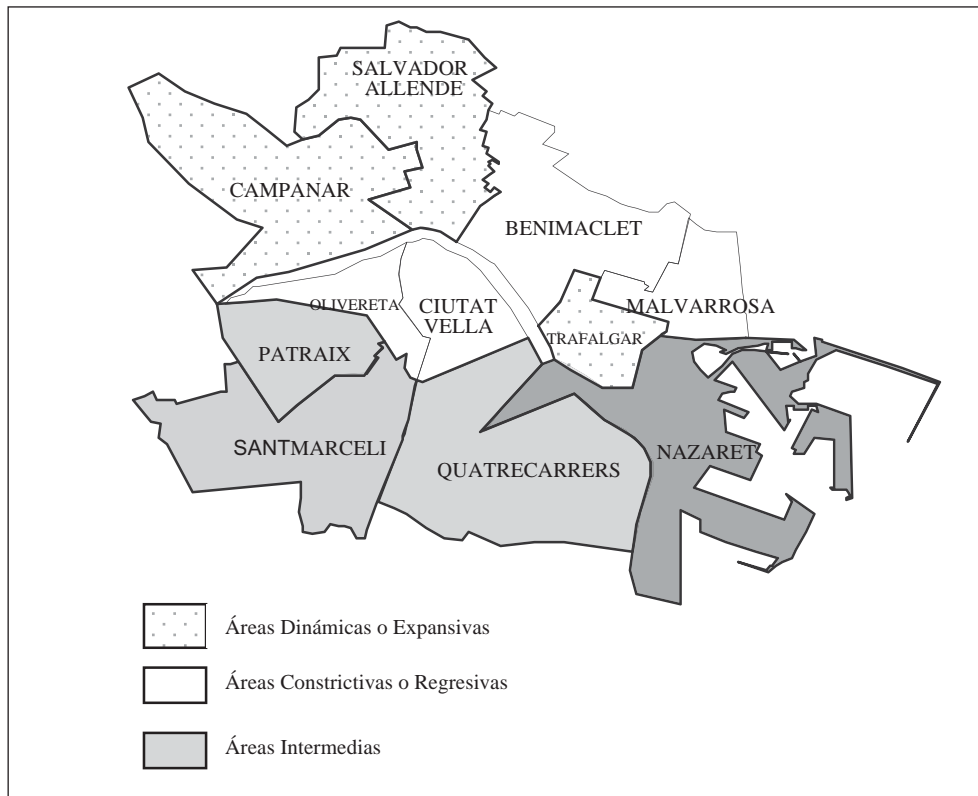 SALVADOR
ALLENDE
CAMPANAR
BENIMACLET
OLIVERETA
CIUTAT
VELLA
MALVARROSA
TRAFALGAR
PATRAIX
SANTMARCELI
QUATRECARRERS
NAZARET
Áreas Dinámicas o Expansivas
Áreas Constrictivas o Regresivas
Áreas Intermedias